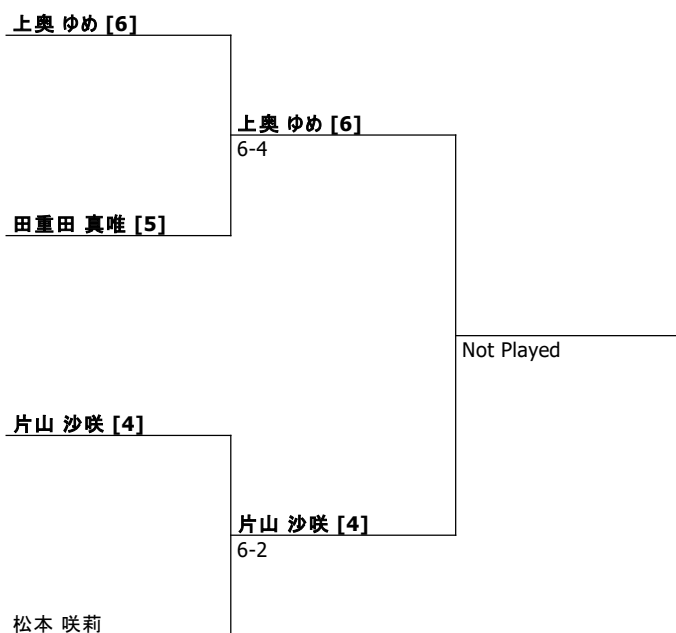 上奥 ゆめ [6]
上奥 ゆめ [6]
6-4
田重田 真唯 [5]
Not Played
片山 沙咲 [4]
片山 沙咲 [4]
6-2
松本 咲莉